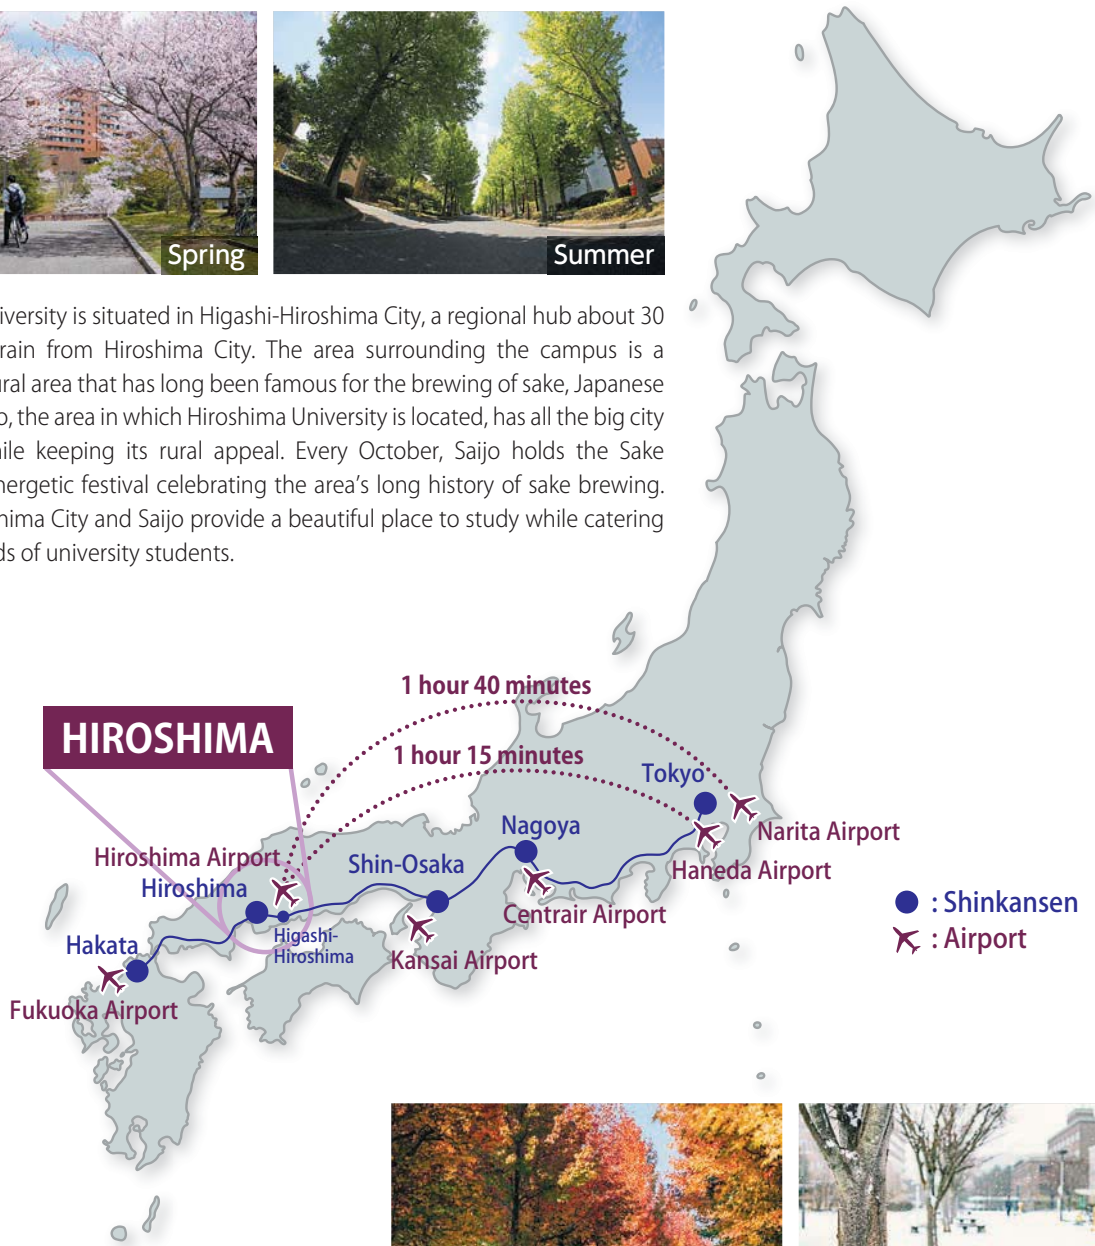 Spring
Summer
iversity is situated in Higashi-Hiroshima City, a regional hub about 30
rain from Hiroshima City. The area surrounding the campus is a
ural area that has long been famous for the brewing of sake, Japanese
o, the area in which Hiroshima University is located, has all the big city
ile keeping its rural appeal. Every October, Saijo holds the Sake
nergetic festival celebrating the area's long history of sake brewing.
hima City and Saijo provide a beautiful place to study while catering
ds of university students.
1 hour 40 minutes
HIROSHIMA
1 hour 15 minutes
Tokyo
Nagoya
Narita Airport
Hiroshima Airport
Shin-Osaka
Haneda Airport
Hiroshima
Centrair Airport
: Shinkansen
Higashi-
Hiroshima
Hakata
Kansai Airport
: Airport
Fukuoka Airport